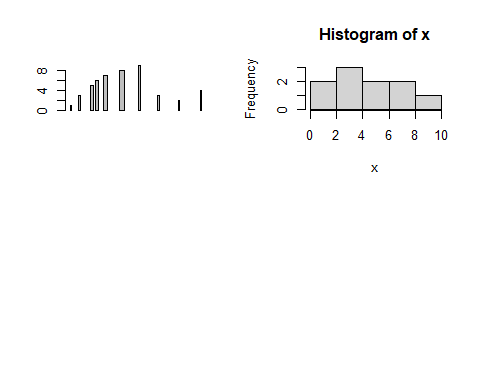 Histogram of x
0 4 8
Frequency
0 2
0 2 4 6 8 10
x